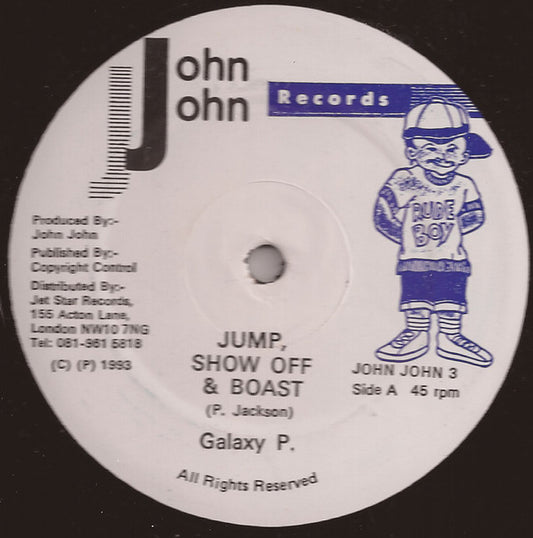 John
John
Records
RUDE
BOY
Produced By:-
John John
Published By:-
Copyright Control
Distributed By:-
Jet Star Records,
155 Acton Lane,
London NW10 7NG
Tel: 081-961 5818
(C) (P) 1993
JUMP,
SHOW OFF
& BOAST
(P. Jackson)
Galaxy P.
JOHN JOHN 3
Side A 45 rpm
All Rights Reserved